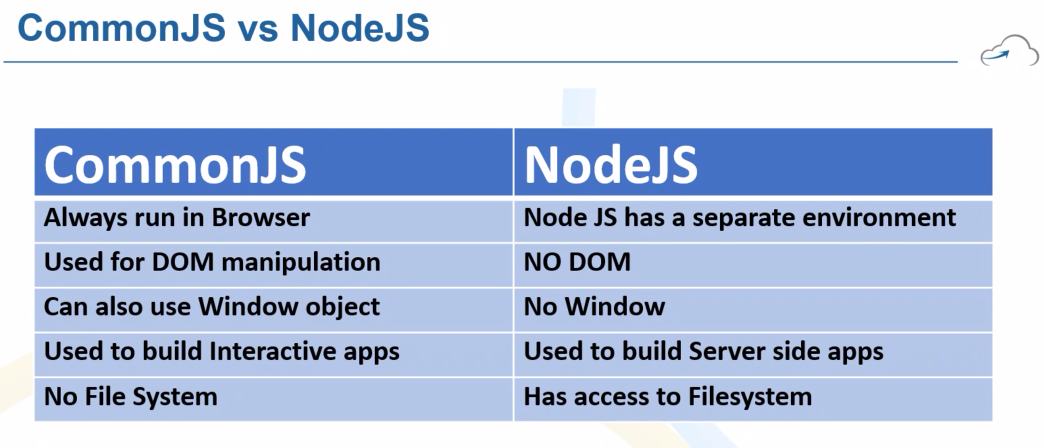 CommonJS vs NodeJS
CommonJS NodeJS
Always run in Browser Node JS has a separate environment
Used for DOM manipulation NO DOM
Can also use Window object No Window
Used to build Interactive apps Used to build Server side apps
No File System Has access to Filesystem